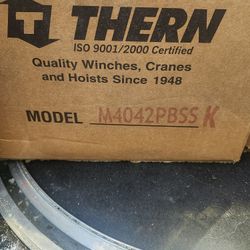 THERN
ISO 9001/2000 Certified
Quality Winches, Cranes
and Hoists Since 1948
MODEL M4042PBSS K